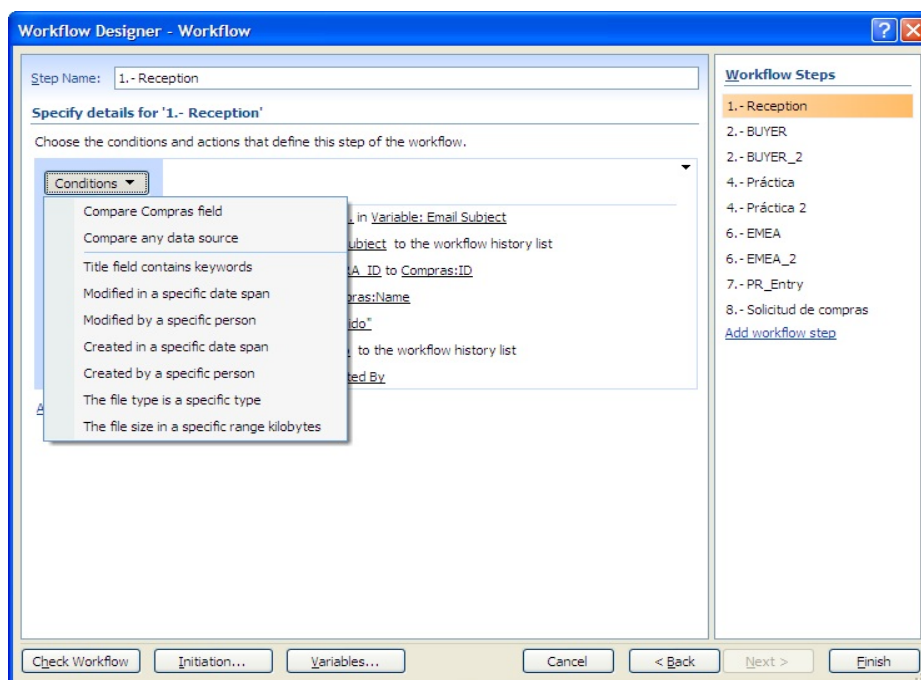 Workflow Designer - Workflow
Step Name: 1.- Reception
Specify details for '1.- Reception'
Choose the conditions and actions that define this step of the workflow.
Conditions
Compare Compras field
Compare any data source
Title field contains keywords
Modified in a specific date span
Modified by a specific person
Created in a specific date span
Created by a specific person
The file type is a specific type
The file size in a specific range kilobytes
in Variable: Email Subject
ubject to the workflow history list
RA_ID to Compras:ID
pras:Name
ido"
to the workflow history list
ted By
A
Workflow Steps
1.- Reception
2.- BUYER
2.- BUYER_2
4.- Práctica
4.- Práctica 2
6.- EMEA
6.- EMEA_2
7.- PR_Entry
8.- Solicitud de compras
Add workflow step
Check Workflow
Initiation...
Variables...
Cancel
< Back
Next >
Finish